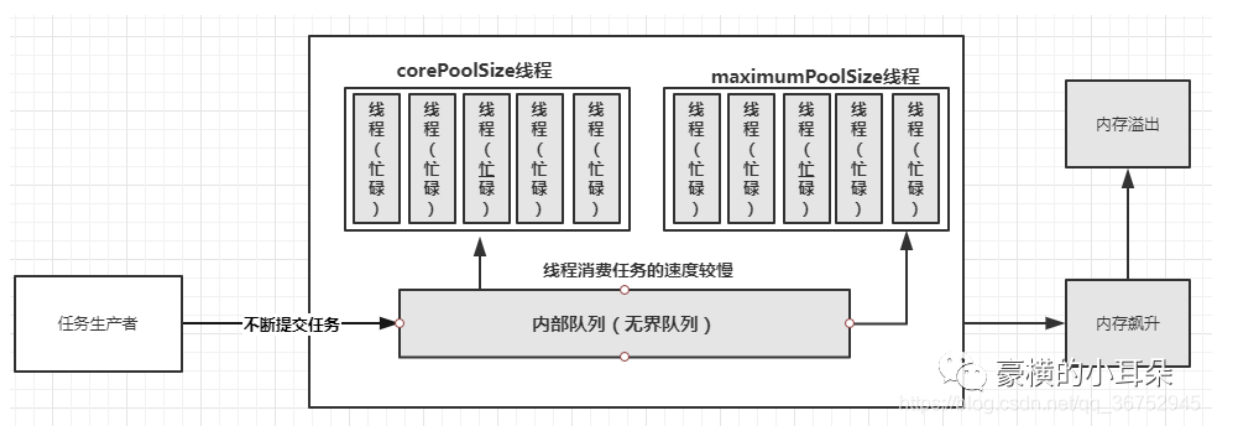 corePoolSize线程
maximumPoolSize线程
线程(忙碌)
线程(忙碌)
线程(忙碌)
线程(忙碌)
线程(忙碌)
线程(忙碌)
线程(忙碌)
线程(忙碌)
线程(忙碌)
线程(忙碌)
内存溢出
线程消费任务的速度较慢
任务生产者
不断提交任务
内部队列(无界队列)
内存飙升
豪横的小耳朵
https://blog.csdn.net/qq_36752945